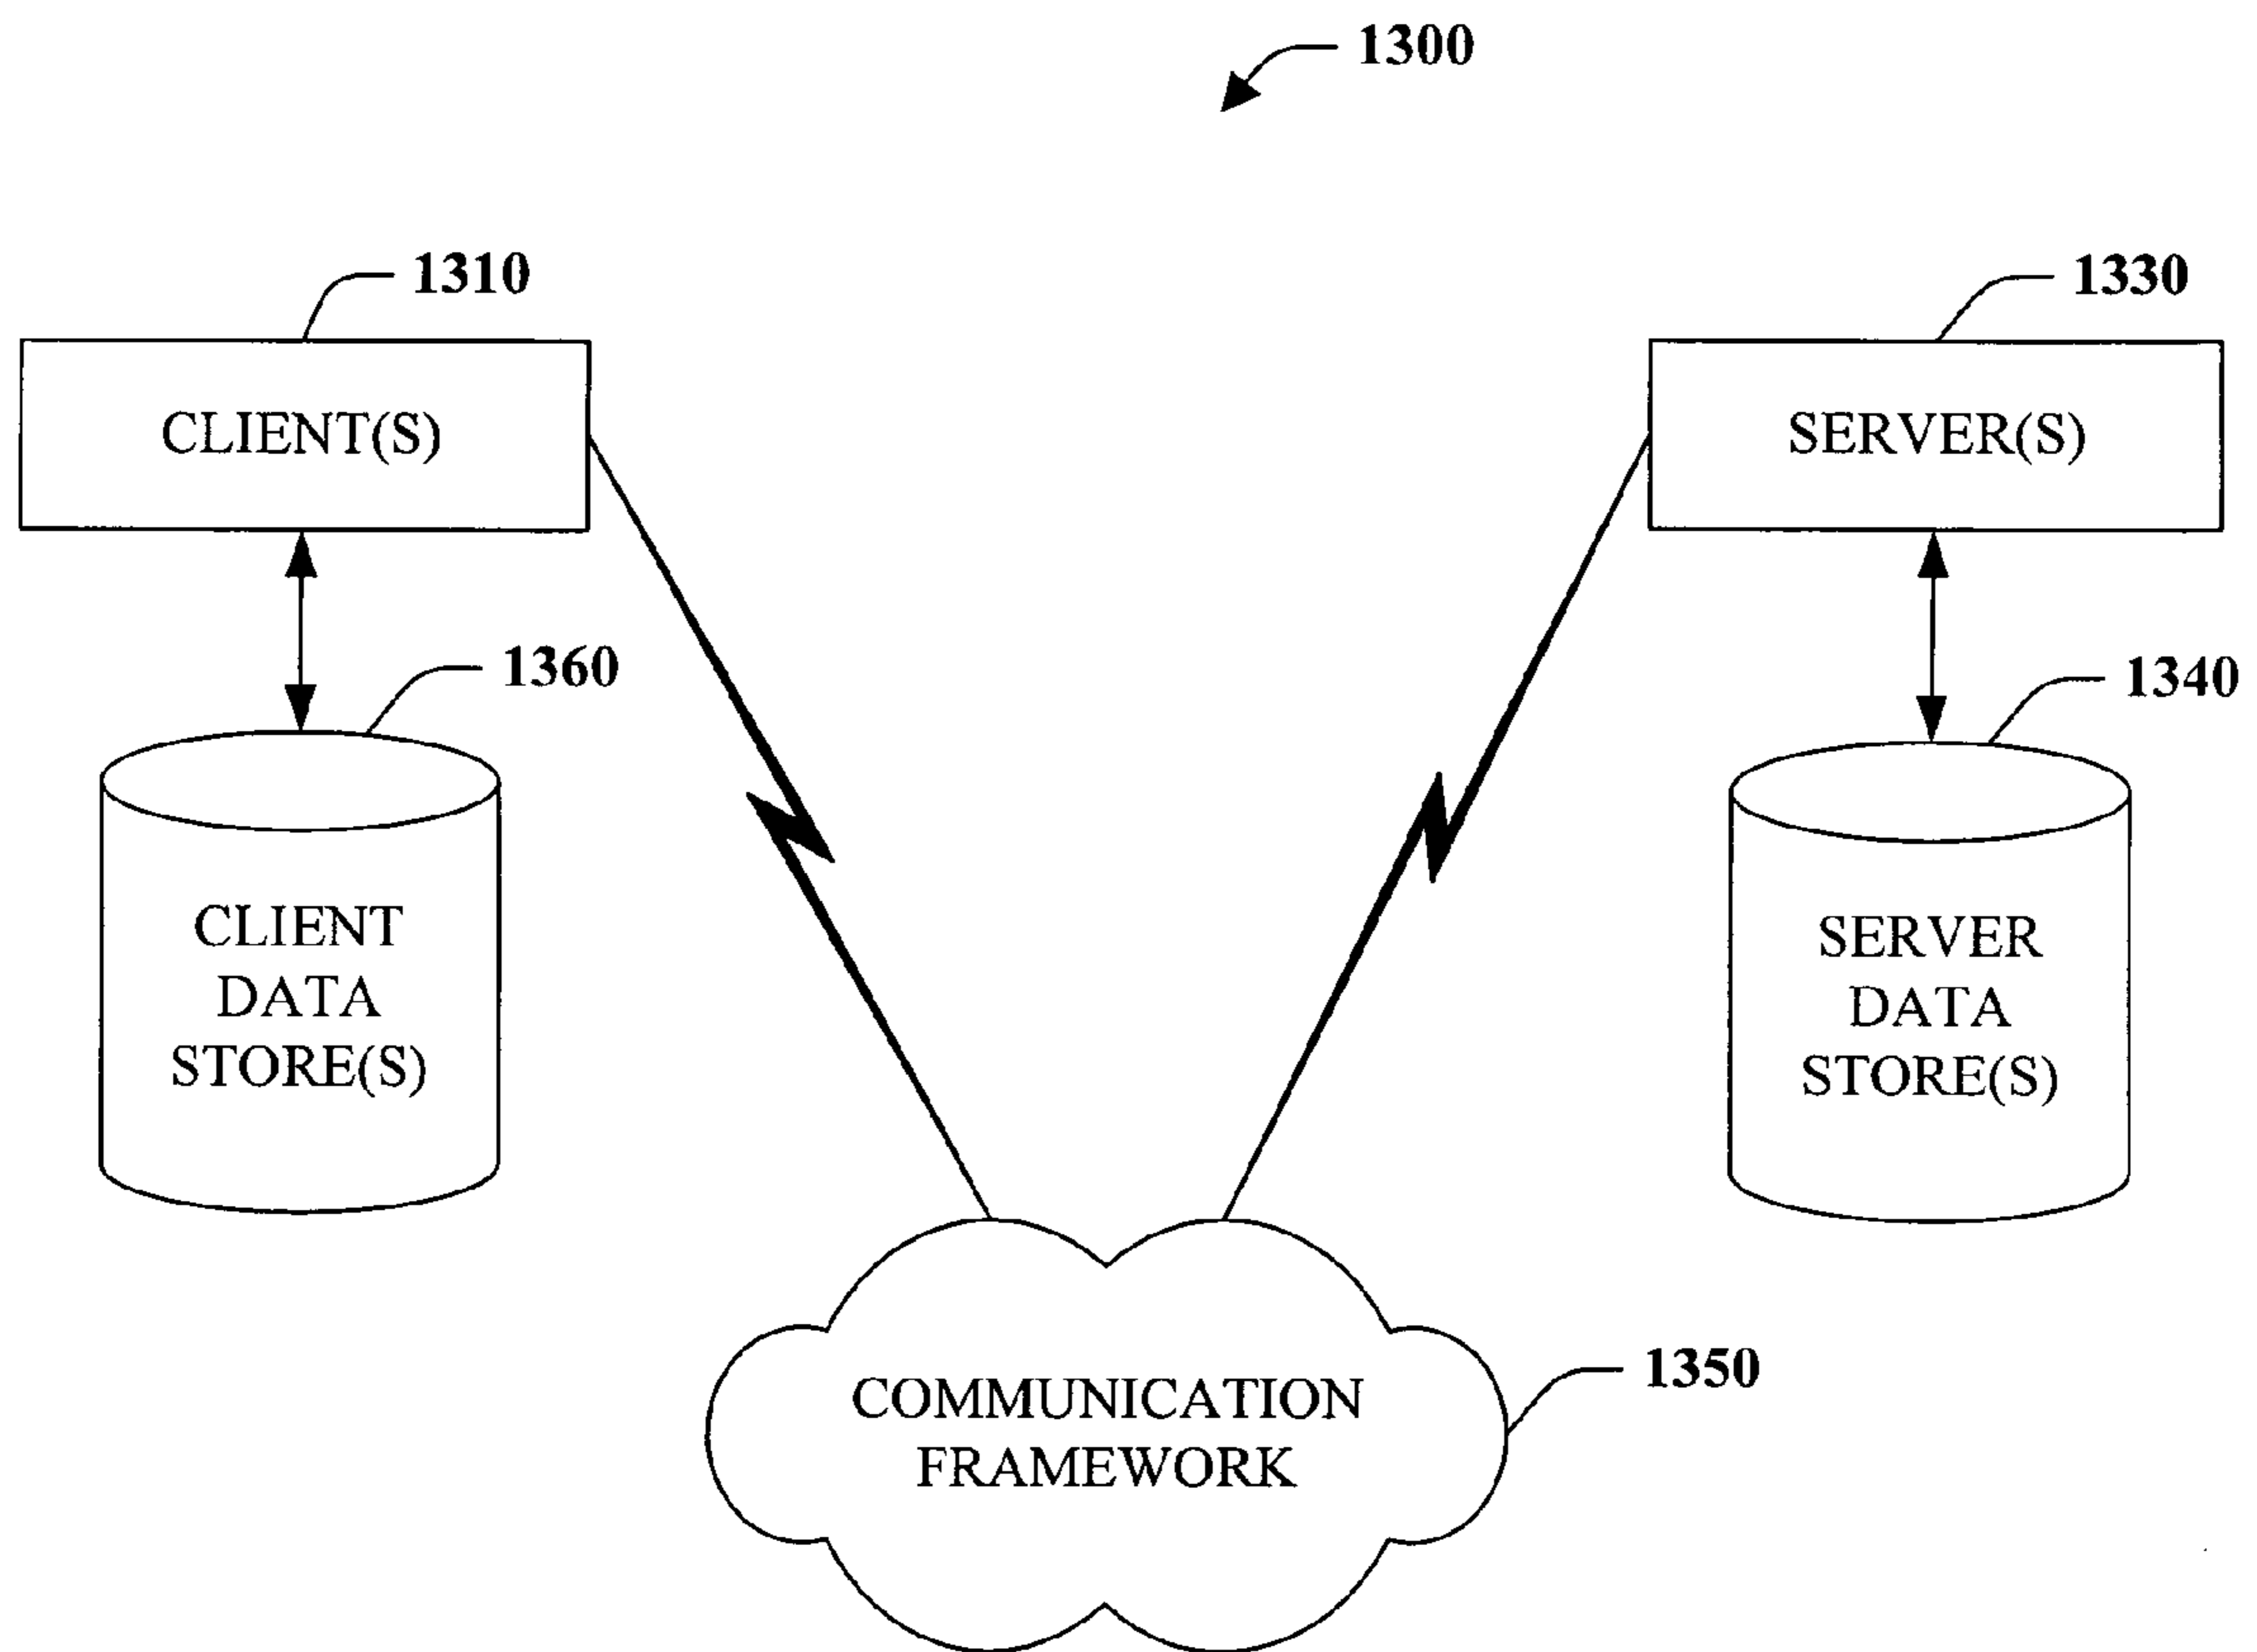 1300
1310
1330
CLIENT(S)
SERVER(S)
1360
1340
CLIENT
DATA
STORE(S)
SERVER
DATA
STORE(S)
1350
COMMUNICATION
FRAMEWORK